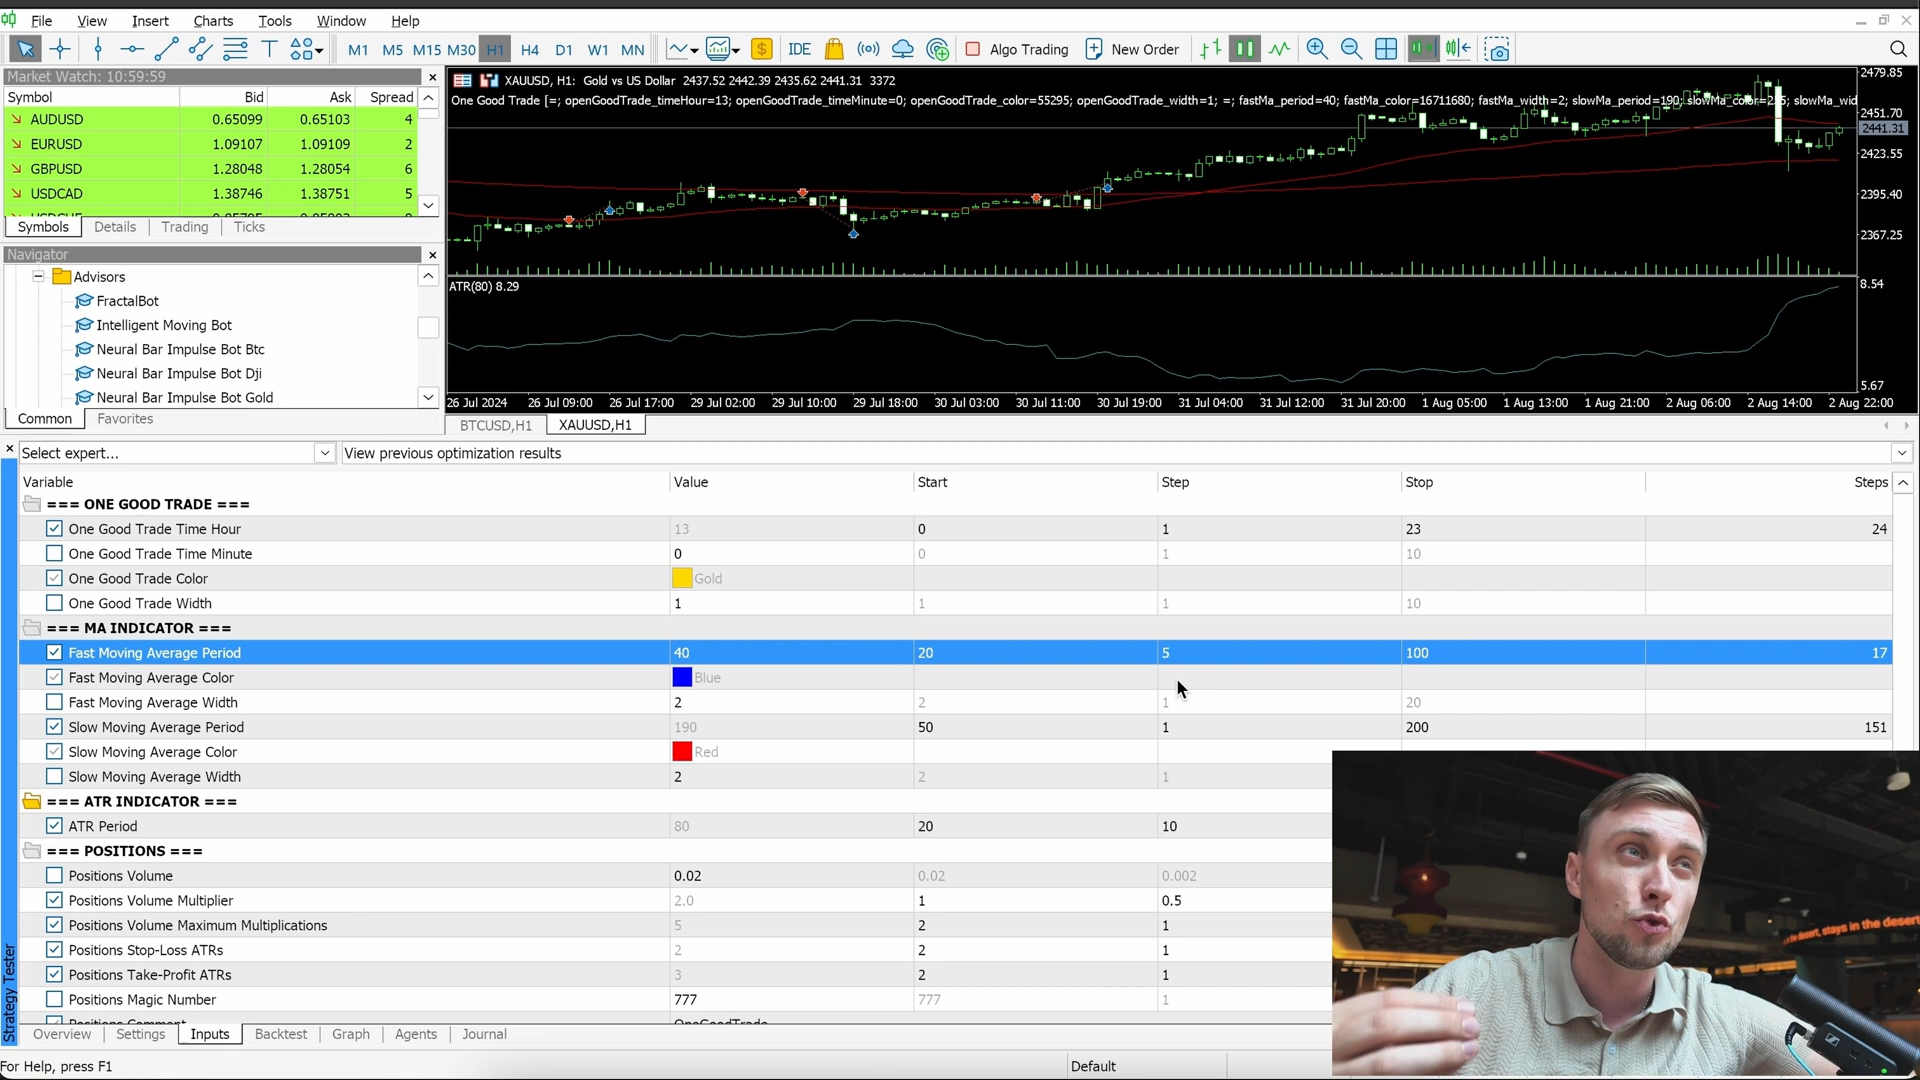 File View Insert Charts Tools Window Help
M1 M5 M15 M30 H1 H4 D1 W1 MN IDE Algo Trading New Order
Market Watch: 10:59:59
Symbol Bid Ask Spread
AUDUSD 0.65099 0.65103 4
EURUSD 1.09107 1.09109 2
GBPUSD 1.28048 1.28054 6
USDCAD 1.38746 1.38751 5
Symbols Details Trading Ticks
Navigator
Advisors
FractalBot
Intelligent Moving Bot
Neural Bar Impulse Bot Btc
Neural Bar Impulse Bot Dji
Neural Bar Impulse Bot Gold
Common Favorites
XAUUSD, H1: Gold vs US Dollar 2437.52 2442.39 2435.62 2441.31 3372
One Good Trade [=; openGoodTrade_timeHour=13; openGoodTrade_timeMinute=0; openGoodTrade_color=55295; openGoodTrade_width=1; =; fastMa_period=40; fastMa_color=16711680; fastMa_width=2; slowMa_period=190; slowMa_color=255; slowMa_wid
2479.85
2451.70
2441.31
2423.55
2395.40
2367.25
ATR(80) 8.29
8.54
5.67
26 Jul 2024 26 Jul 09:00 26 Jul 17:00 29 Jul 02:00 29 Jul 10:00 29 Jul 18:00 30 Jul 03:00 30 Jul 11:00 30 Jul 19:00 31 Jul 04:00 31 Jul 12:00 31 Jul 20:00 1 Aug 05:00 1 Aug 13:00 1 Aug 21:00 2 Aug 06:00 2 Aug 14:00 2 Aug 22:00
BTCUSD,H1 XAUUSD,H1
Select expert... View previous optimization results
Variable Value Start Step Stop Steps
=== ONE GOOD TRADE ===
One Good Trade Time Hour 13 0 1 23 24
One Good Trade Time Minute 0 0 1 10
One Good Trade Color Gold
One Good Trade Width 1 1 1 10
=== MA INDICATOR ===
Fast Moving Average Period 40 20 5 100 17
Fast Moving Average Color Blue
Fast Moving Average Width 2 2 1 20
Slow Moving Average Period 190 50 1 200 151
Slow Moving Average Color Red
Slow Moving Average Width 2 2 1
=== ATR INDICATOR ===
ATR Period 80 20 10
=== POSITIONS ===
Positions Volume 0.02 0.02 0.002
Positions Volume Multiplier 2.0 1 0.5
Positions Volume Maximum Multiplications 5 2 1
Positions Stop-Loss ATRs 2 2 1
Positions Take-Profit ATRs 3 2 1
Positions Magic Number 777 777 1
Positions Comment OneGoodTrade
Strategy Tester
Overview Settings Inputs Backtest Graph Agents Journal
For Help, press F1 Default
stays in the desert